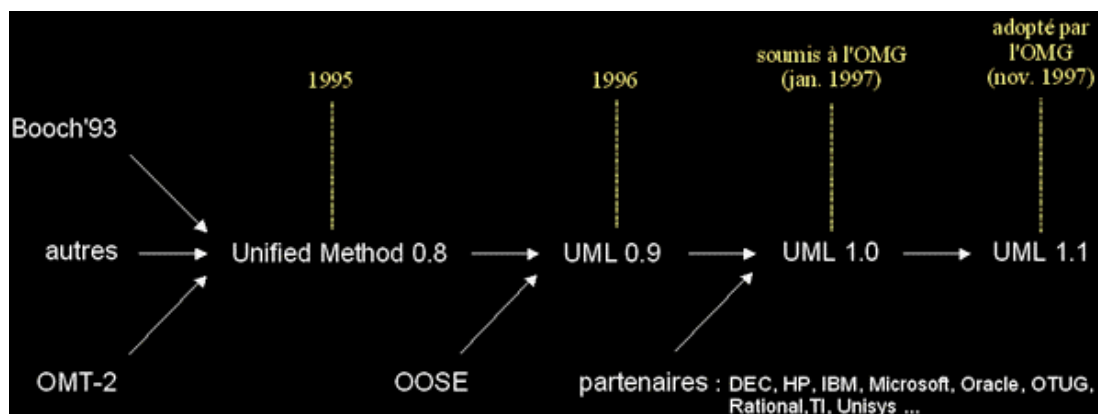 adopté par
l'OMG
(nov. 1997)
soumis à l'OMG
(jan. 1997)
1995
1996
Booch'93
autres
Unified Method 0.8
UML 0.9
UML 1.0
UML 1.1
OMT-2
OOSE
partenaires : DEC, HP, IBM, Microsoft, Oracle, OTUG,
Rational,TI, Unisys ...